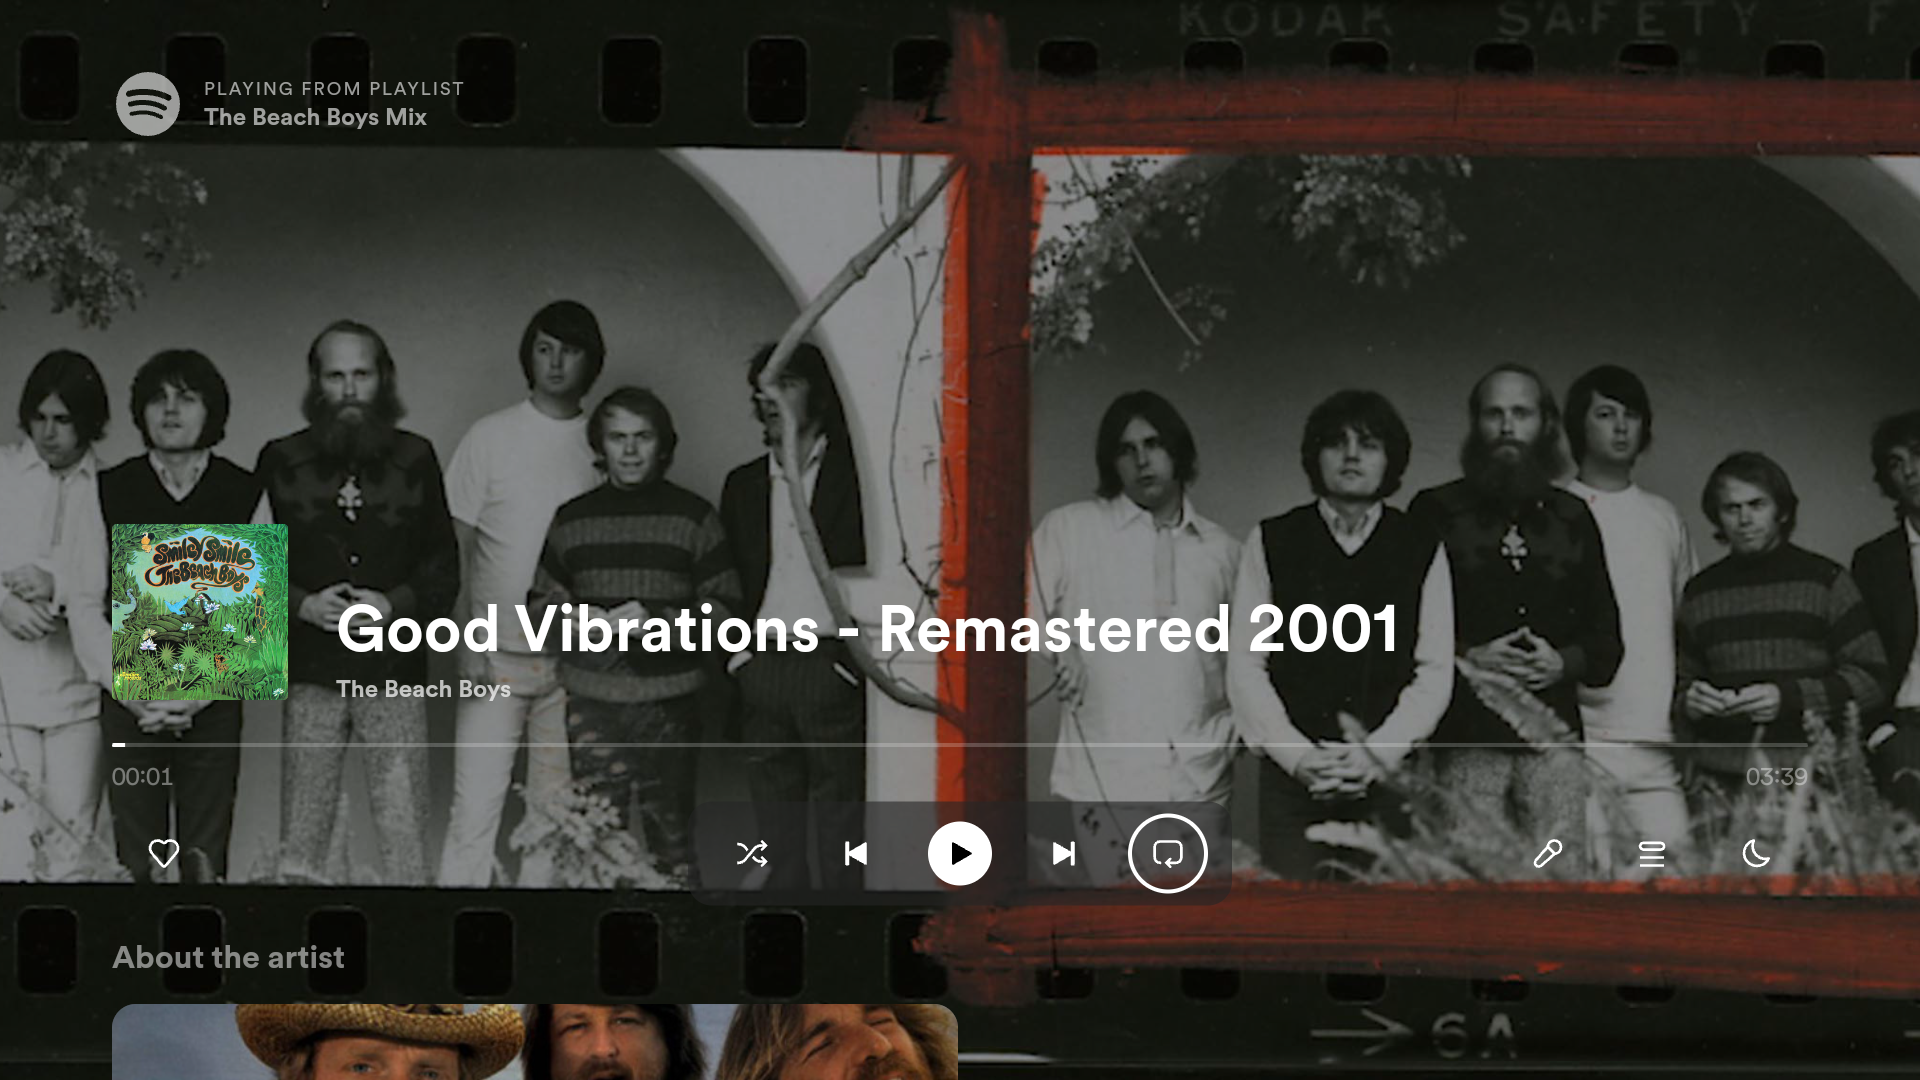 KODAK SAFETY F
PLAYING FROM PLAYLIST
The Beach Boys Mix
Smiley Smile
The Beach Boys
Good Vibrations - Remastered 2001
The Beach Boys
00:01
03:39
About the artist
6A